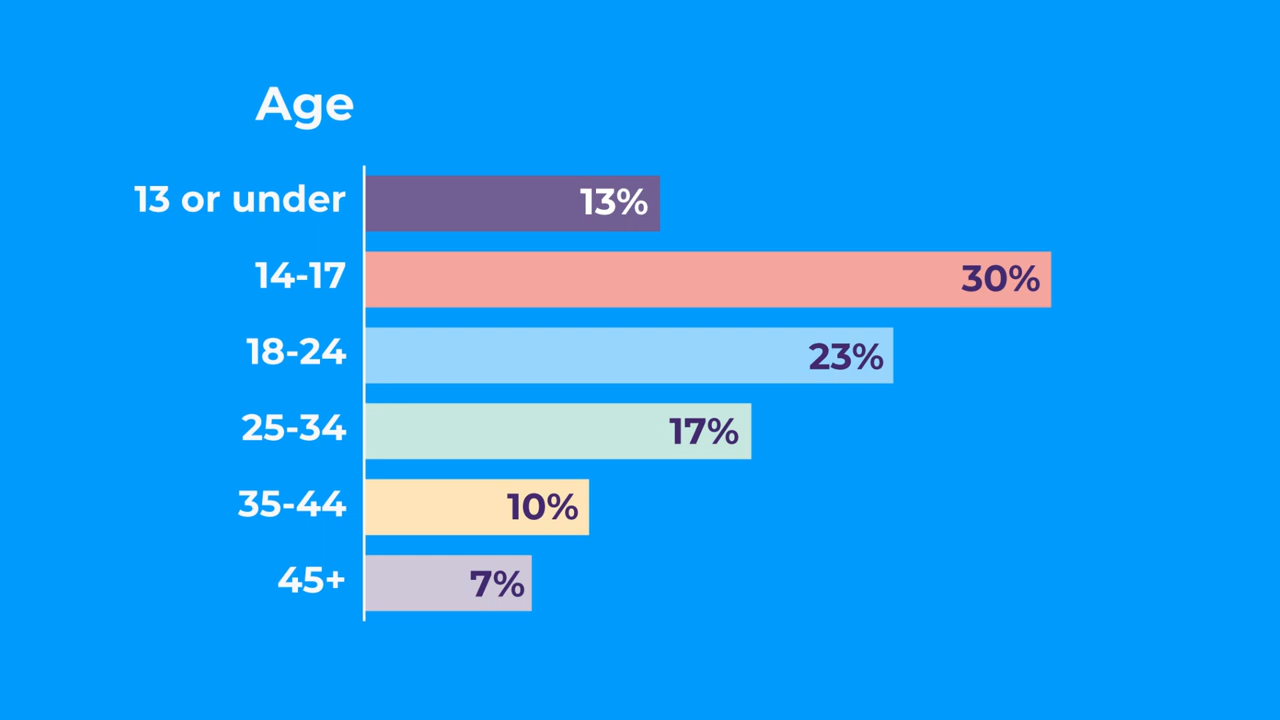 Age
13 or under 13%
14-17 30%
18-24 23%
25-34 17%
35-44 10%
45+ 7%